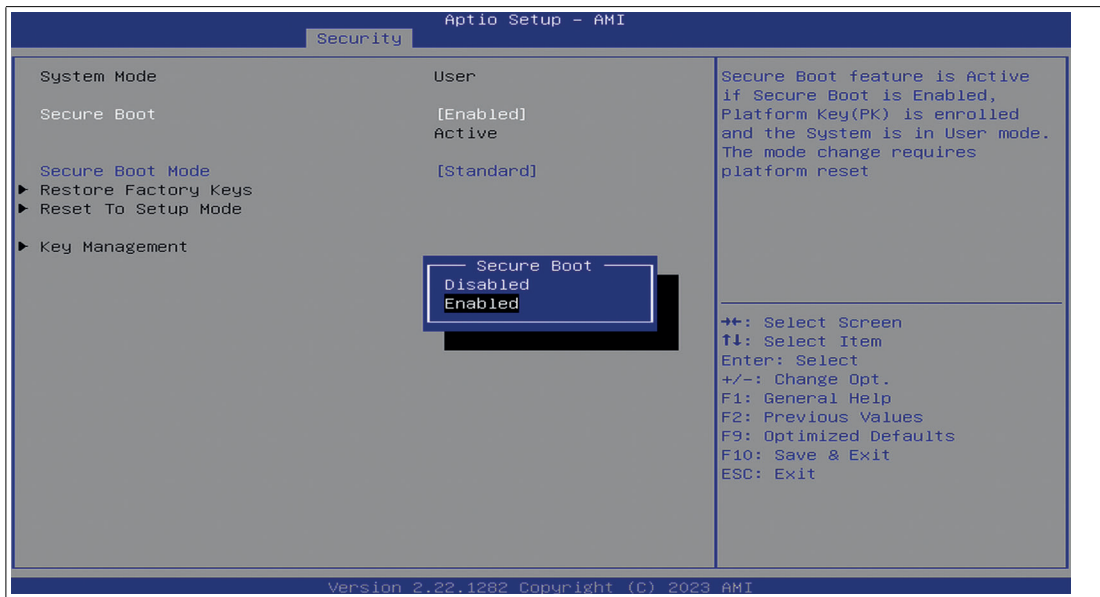 Aptio Setup – AMI
Security
System Mode User
Secure Boot [Enabled]
Active
Secure Boot Mode [Standard]
▶ Restore Factory Keys
▶ Reset To Setup Mode
▶ Key Management
Secure Boot
Disabled
Enabled
Secure Boot feature is Active
if Secure Boot is Enabled,
Platform Key(PK) is enrolled
and the System is in User mode.
The mode change requires
platform reset
→←: Select Screen
↑↓: Select Item
Enter: Select
+/-: Change Opt.
F1: General Help
F2: Previous Values
F9: Optimized Defaults
F10: Save & Exit
ESC: Exit
Version 2.22.1282 Copyright (C) 2023 AMI